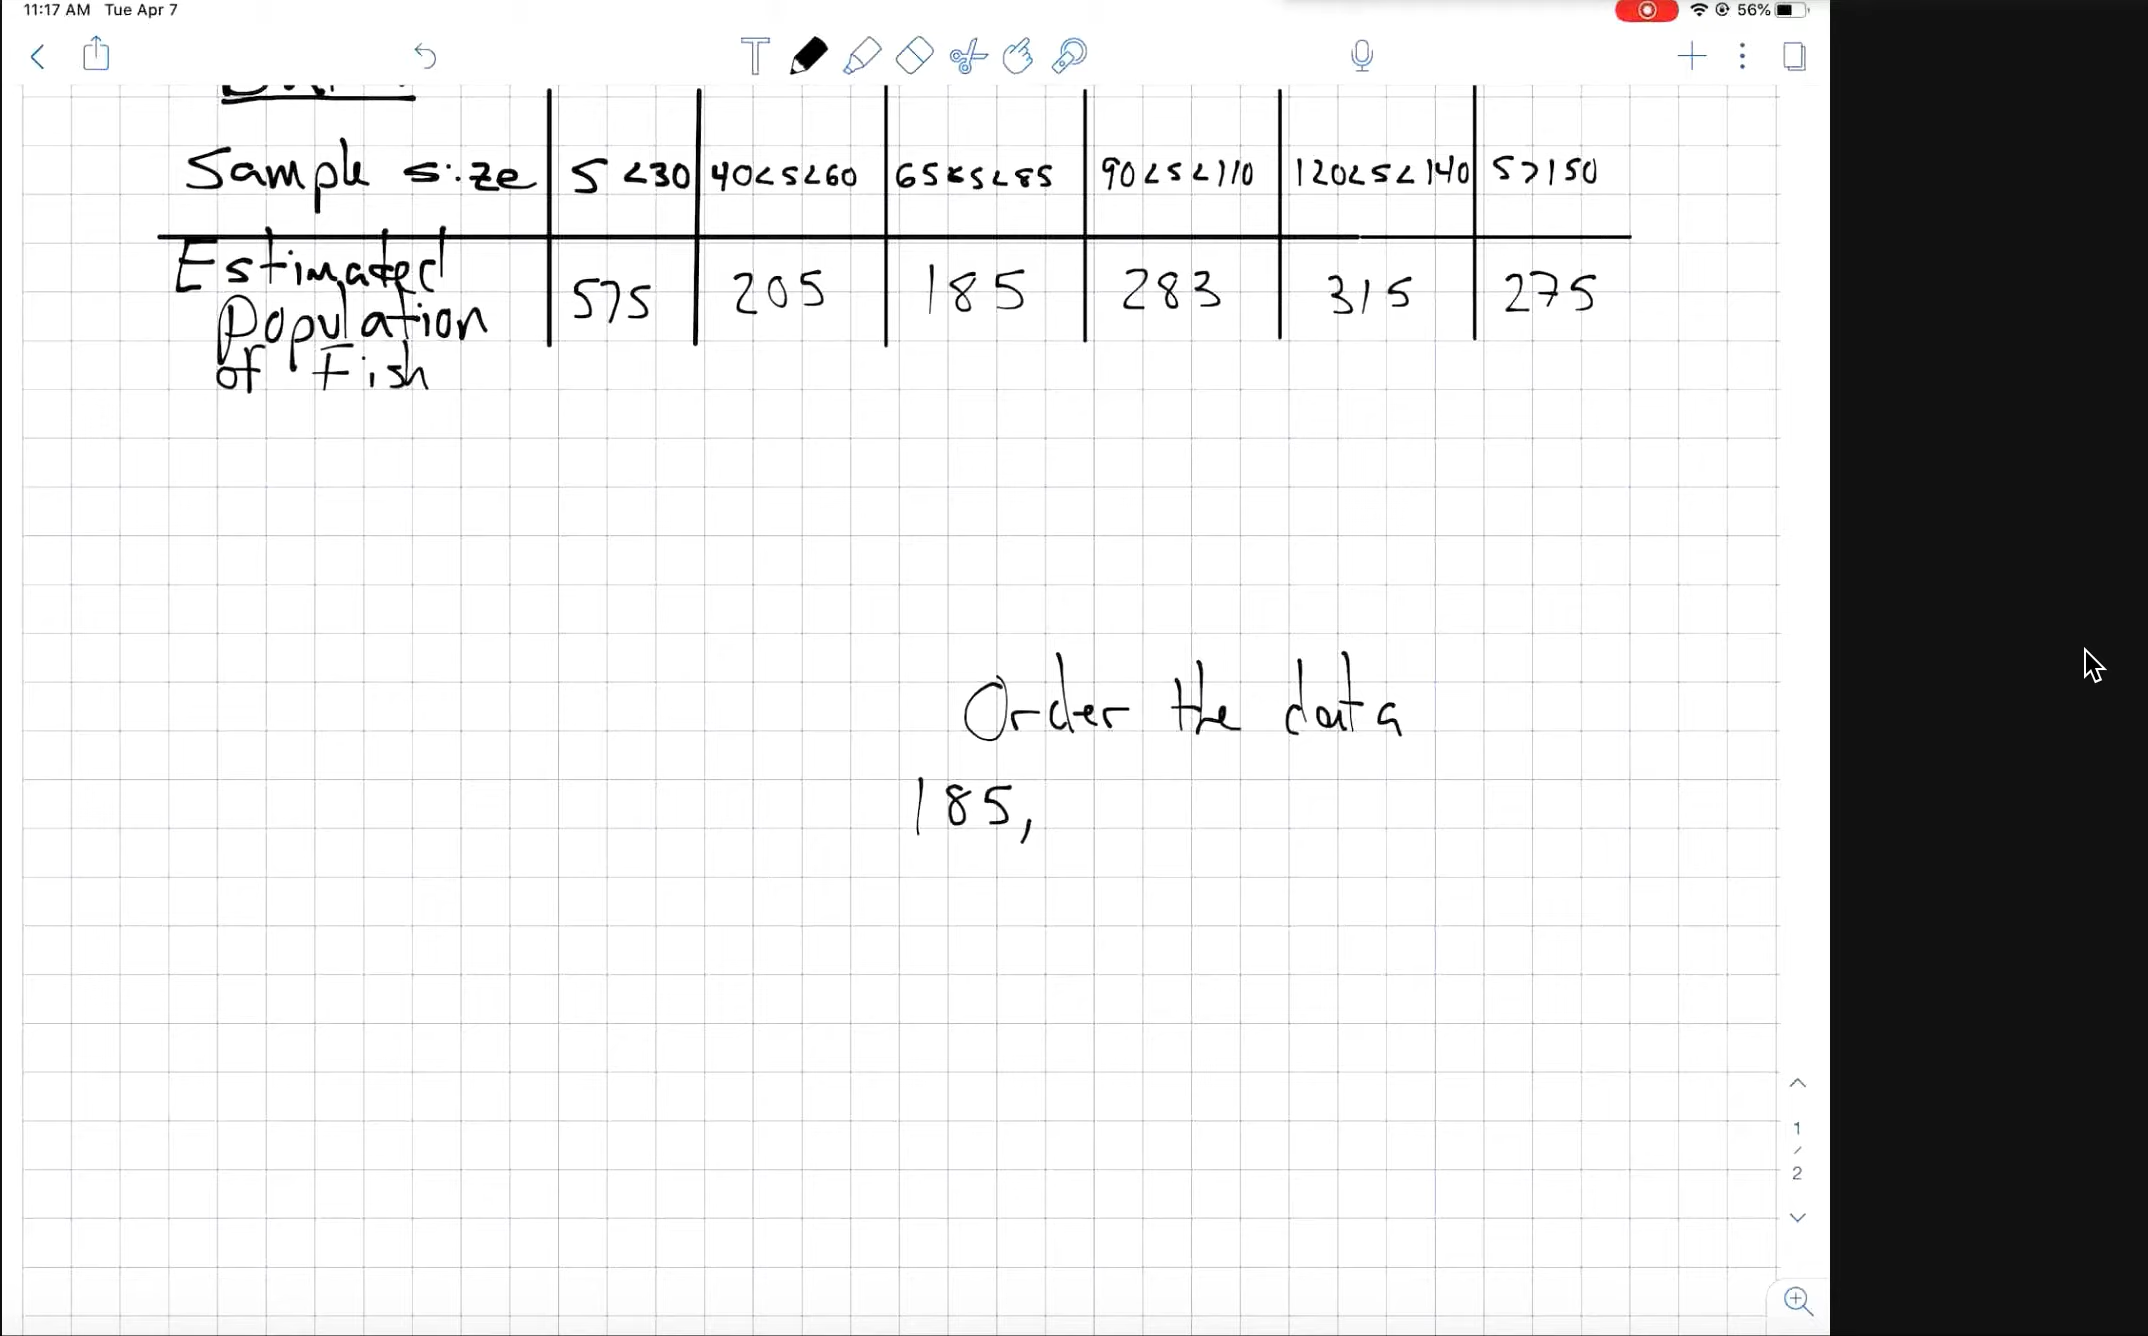 11:17 AM Tue Apr 7
56%
Sample size S<30 40<S<60 65<S<85 90<S<110 120<S<140 S>150
Estimated
Population
of Fish
575 205 185 283 315 275
Order the data
185,
1
/
2